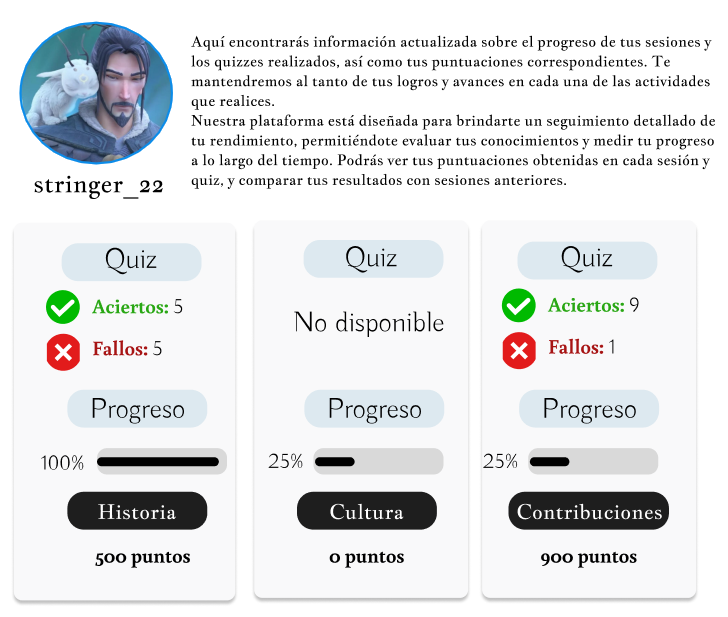 Aquí encontrarás información actualizada sobre el progreso de tus sesiones y
los quizzes realizados, así como tus puntuaciones correspondientes. Te
mantendremos al tanto de tus logros y avances en cada una de las actividades
que realices.
Nuestra plataforma está diseñada para brindarte un seguimiento detallado de
tu rendimiento, permitiéndote evaluar tus conocimientos y medir tu progreso
a lo largo del tiempo. Podrás ver tus puntuaciones obtenidas en cada sesión y
quiz, y comparar tus resultados con sesiones anteriores.
stringer_22
Quiz
Aciertos: 5
Fallos: 5
Progreso
100%
Historia
500 puntos
Quiz
No disponible
Progreso
25%
Cultura
0 puntos
Quiz
Aciertos: 9
Fallos: 1
Progreso
25%
Contribuciones
900 puntos